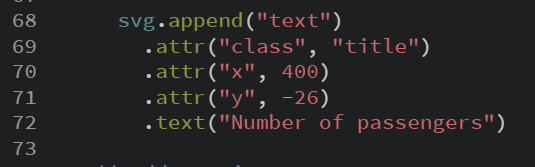 68 svg.append("text")
69 .attr("class", "title")
70 .attr("x", 400)
71 .attr("y", -26)
72 .text("Number of passengers")
73